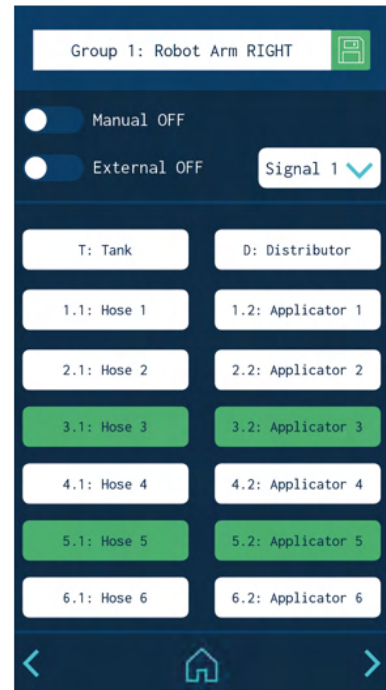 Group 1: Robot Arm RIGHT
Manual OFF
External OFF
Signal 1
T: Tank
D: Distributor
1.1: Hose 1
1.2: Applicator 1
2.1: Hose 2
2.2: Applicator 2
3.1: Hose 3
3.2: Applicator 3
4.1: Hose 4
4.2: Applicator 4
5.1: Hose 5
5.2: Applicator 5
6.1: Hose 6
6.2: Applicator 6